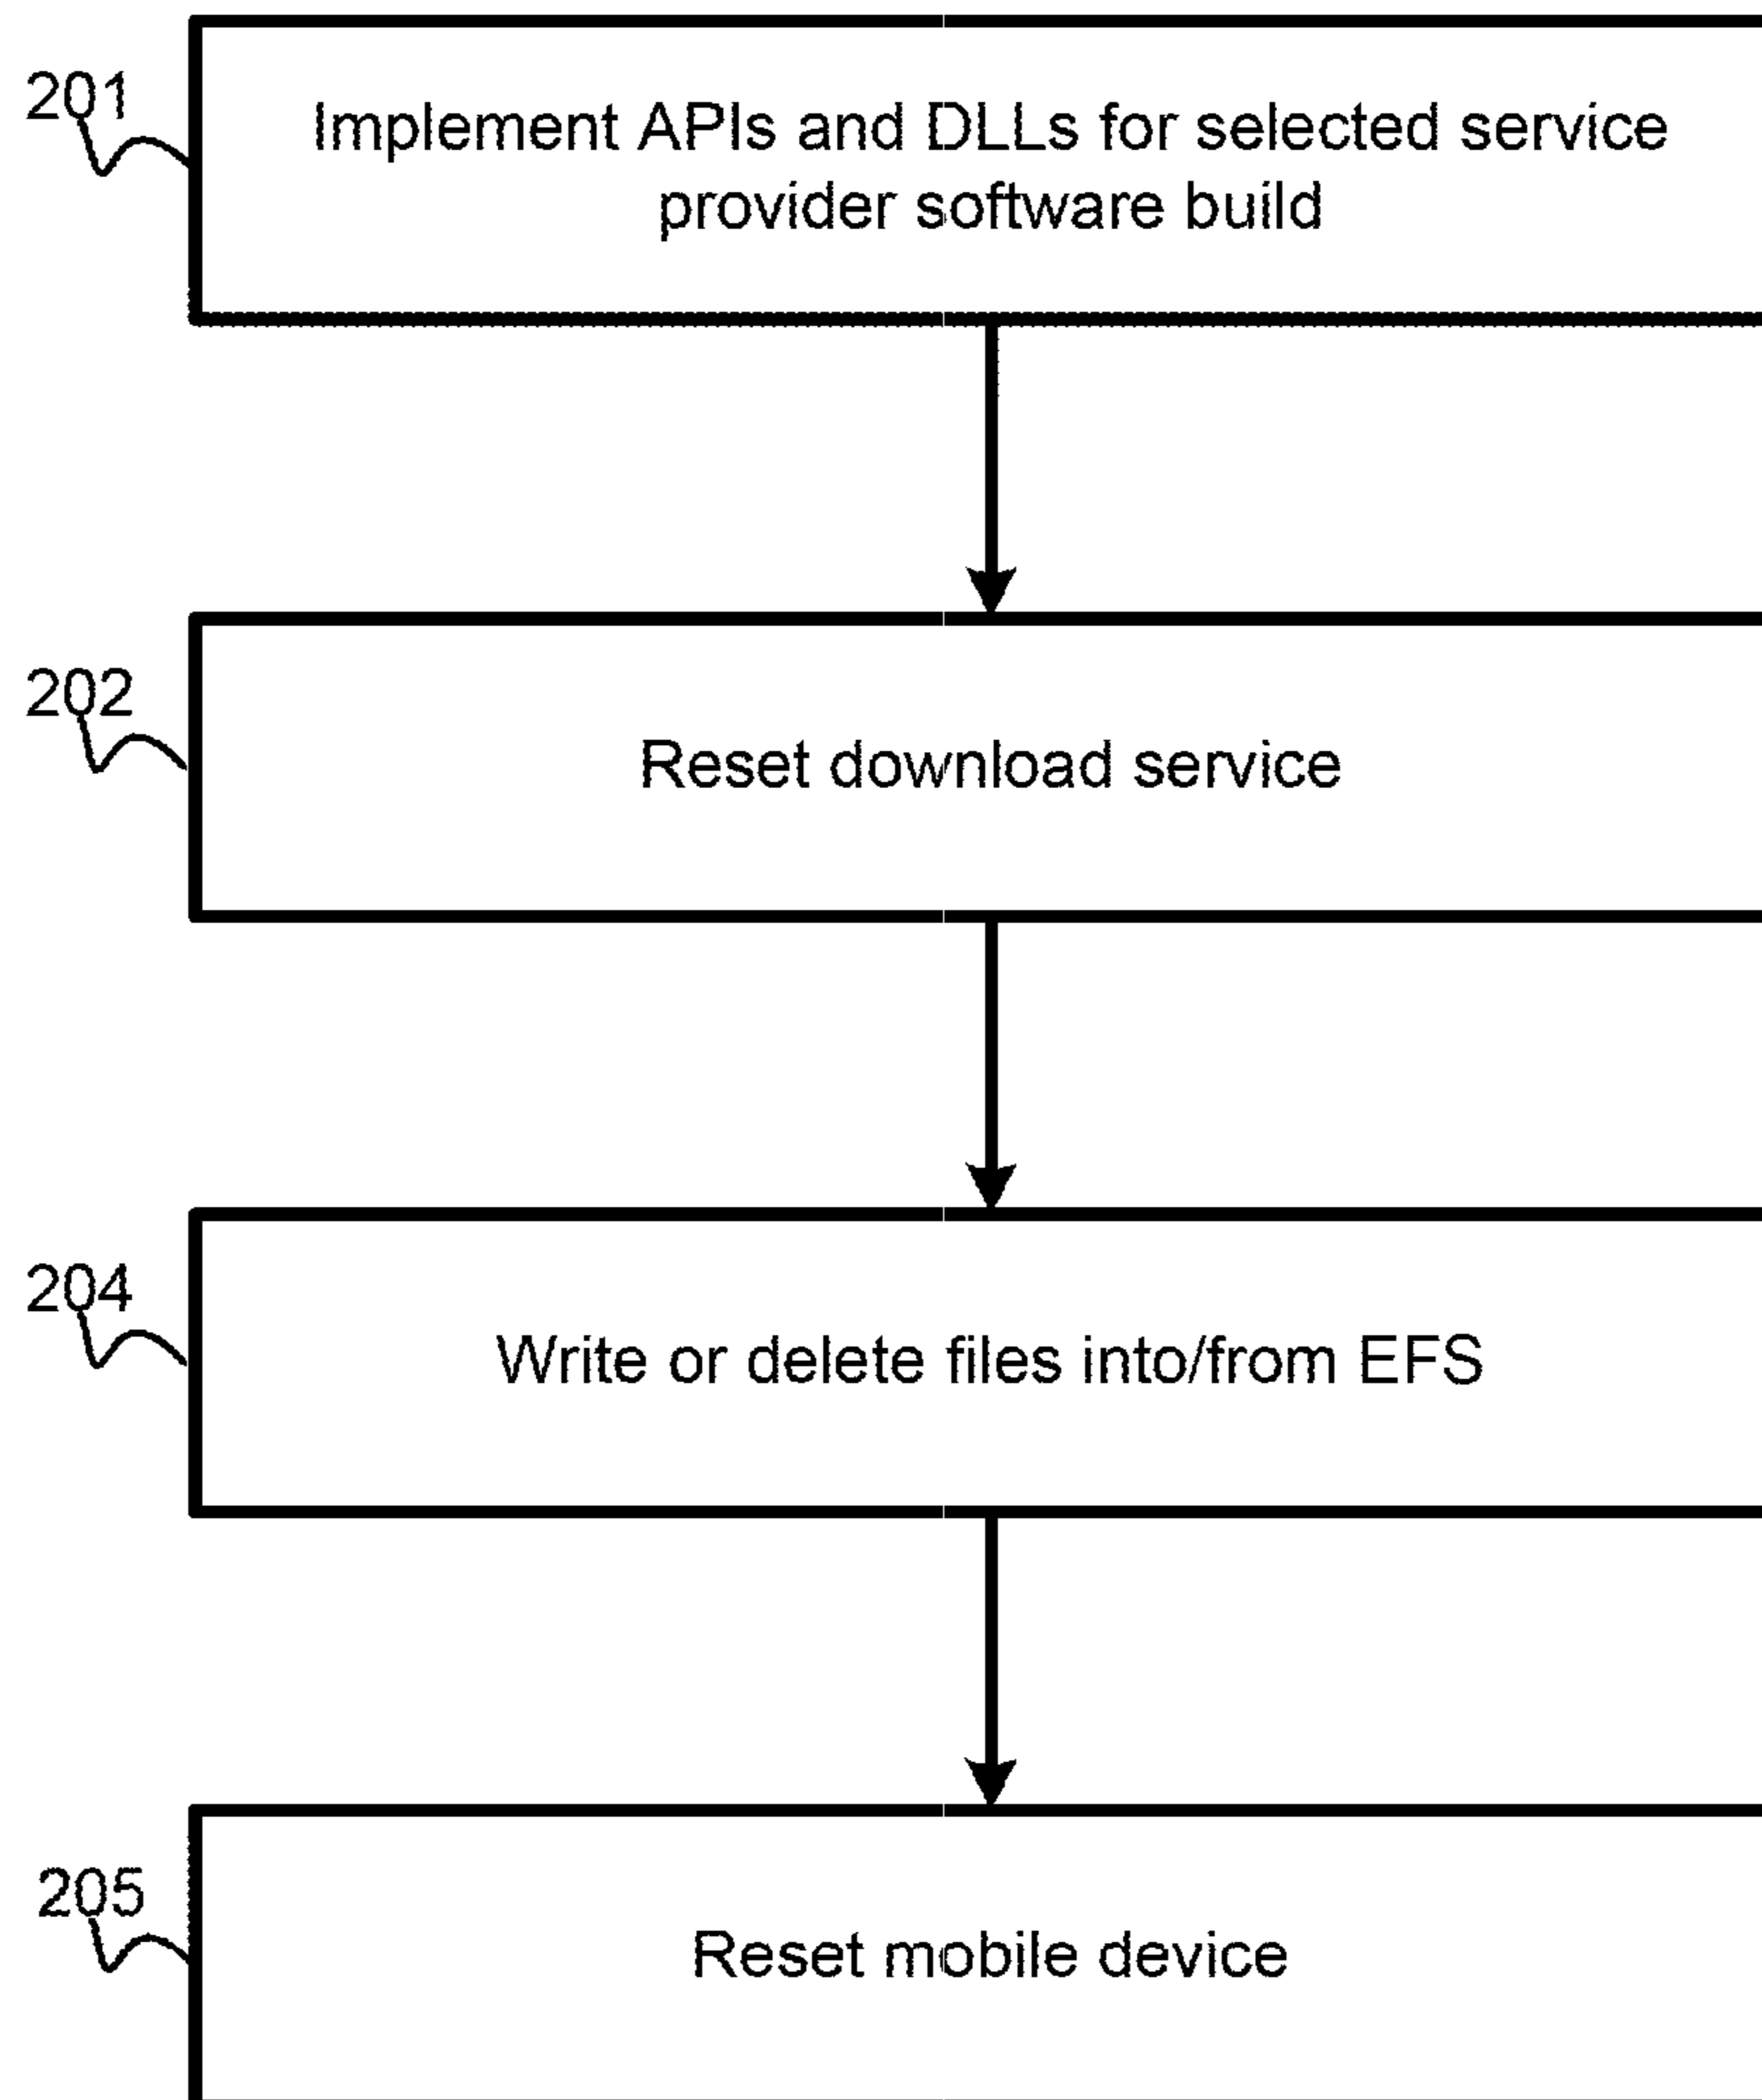 201
Implement APIs and DLLs for selected service
provider software build
202
Reset download service
204
Write or delete files into/from EFS
205
Reset mobile device